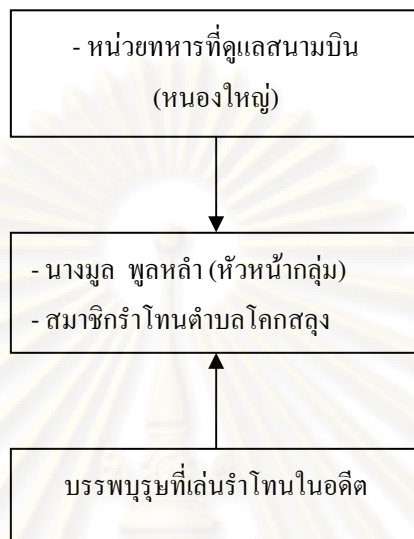 - หน่วยทหารที่ดูแลสนามบิน
(หนองใหญ่)
- นางมูล พูลหลำ (หัวหน้ากลุ่ม)
- สมาชิกรำโทนตำบลโคกสลุง
บรรพบุรุษที่เล่นรำโทนในอดีต